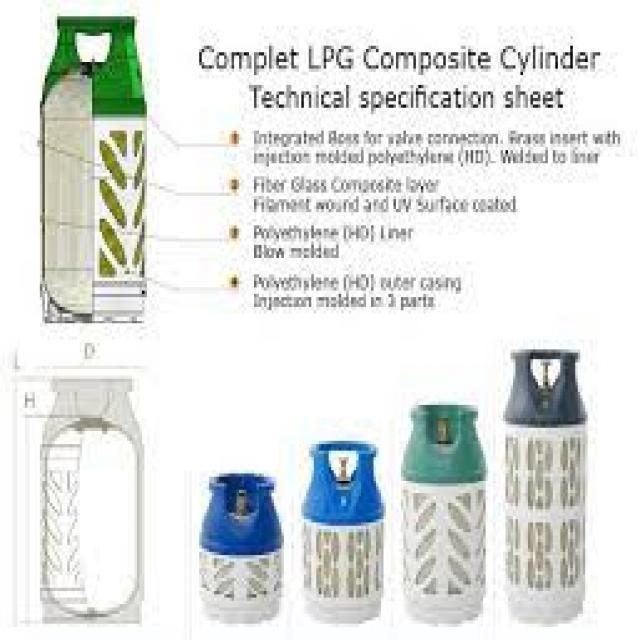 Complet LPG Composite Cylinder
Technical specification sheet
Integrated Boss for valve connection. Brass insert with
injection molded polyethylene (HD). Welded to liner
Fiber Glass Composite layer
Filament wound and UV Surface coated
Polyethylene (HD) Liner
Blow molded
Polyethylene (HD) outer casing
Injection molded in 3 parts
L
D
H